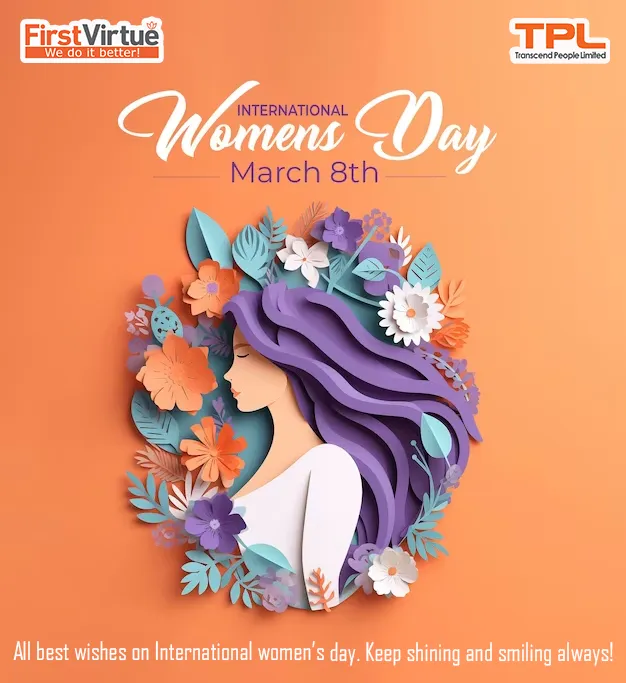 FirstVirtue
We do it better!
TPL
Transcend People Limited
INTERNATIONAL
Womens Day
March 8th
All best wishes on International women's day. Keep shining and smiling always!